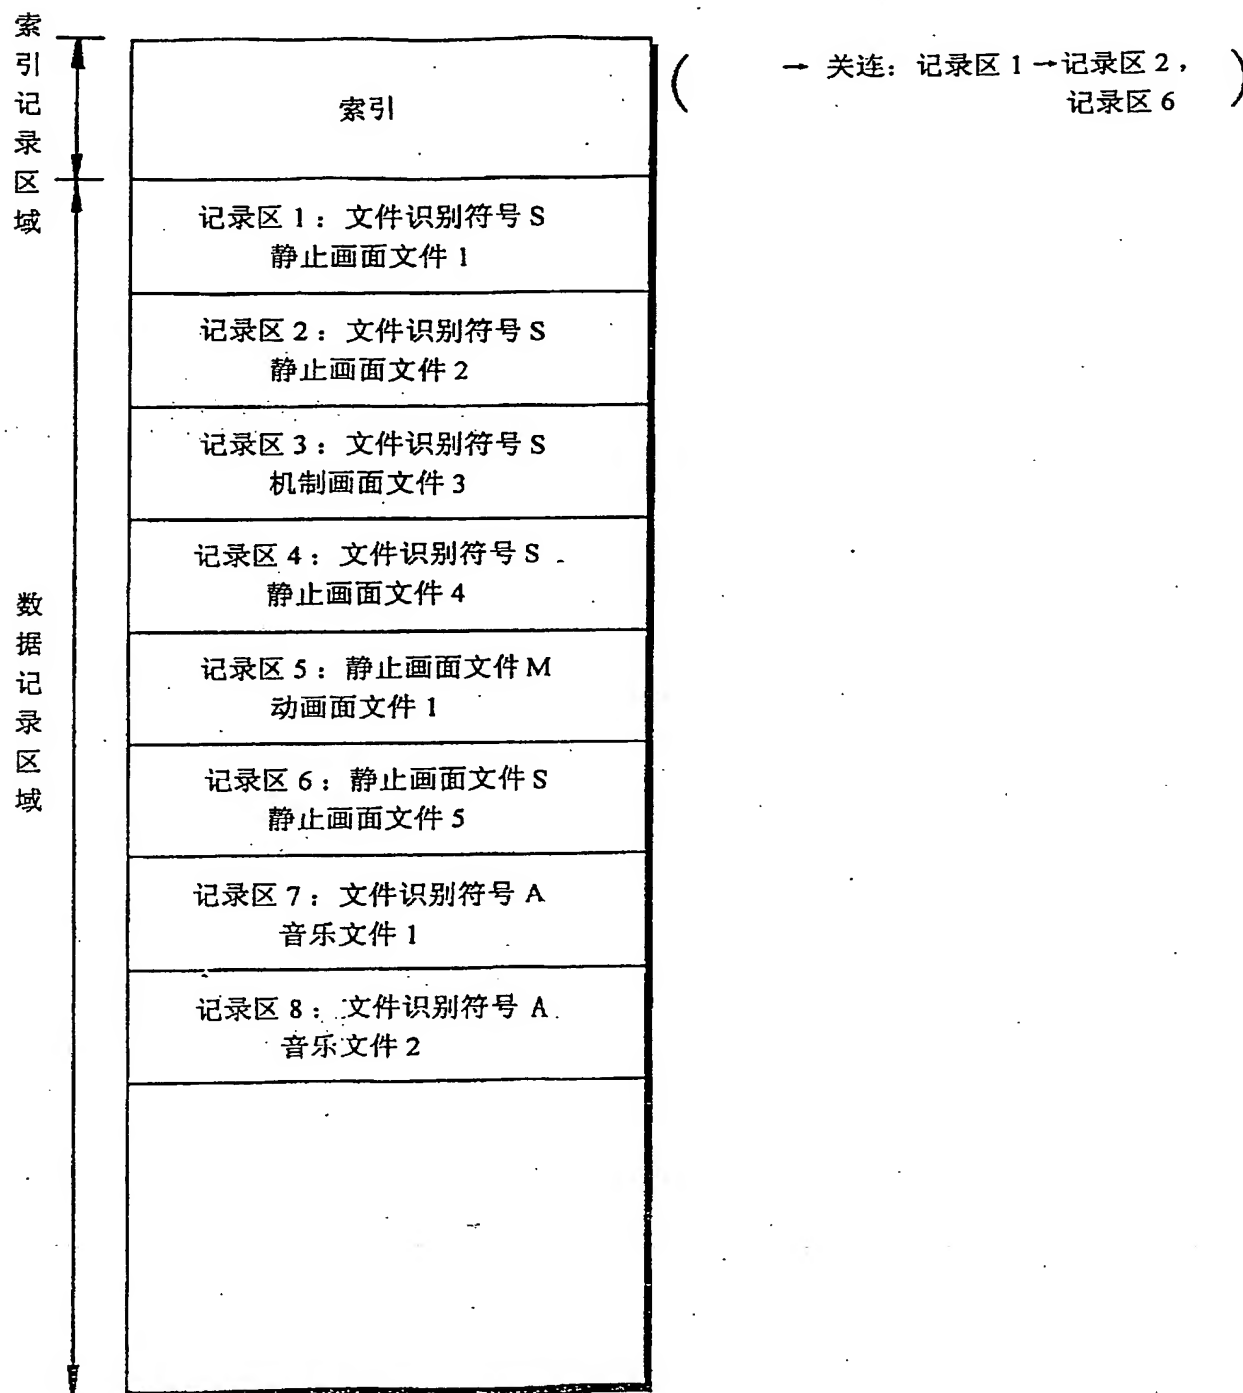 索引记录区域
索引
( → 关连：记录区 1 → 记录区 2，
记录区 6 )
记录区 1：文件识别符号 S
静止画面文件 1
记录区 2：文件识别符号 S
静止画面文件 2
记录区 3：文件识别符号 S
机制画面文件 3
记录区 4：文件识别符号 S
静止画面文件 4
记录区 5：静止画面文件 M
动画面文件 1
记录区 6：静止画面文件 S
静止画面文件 5
记录区 7：文件识别符号 A
音乐文件 1
记录区 8：文件识别符号 A
音乐文件 2
数据记录区域